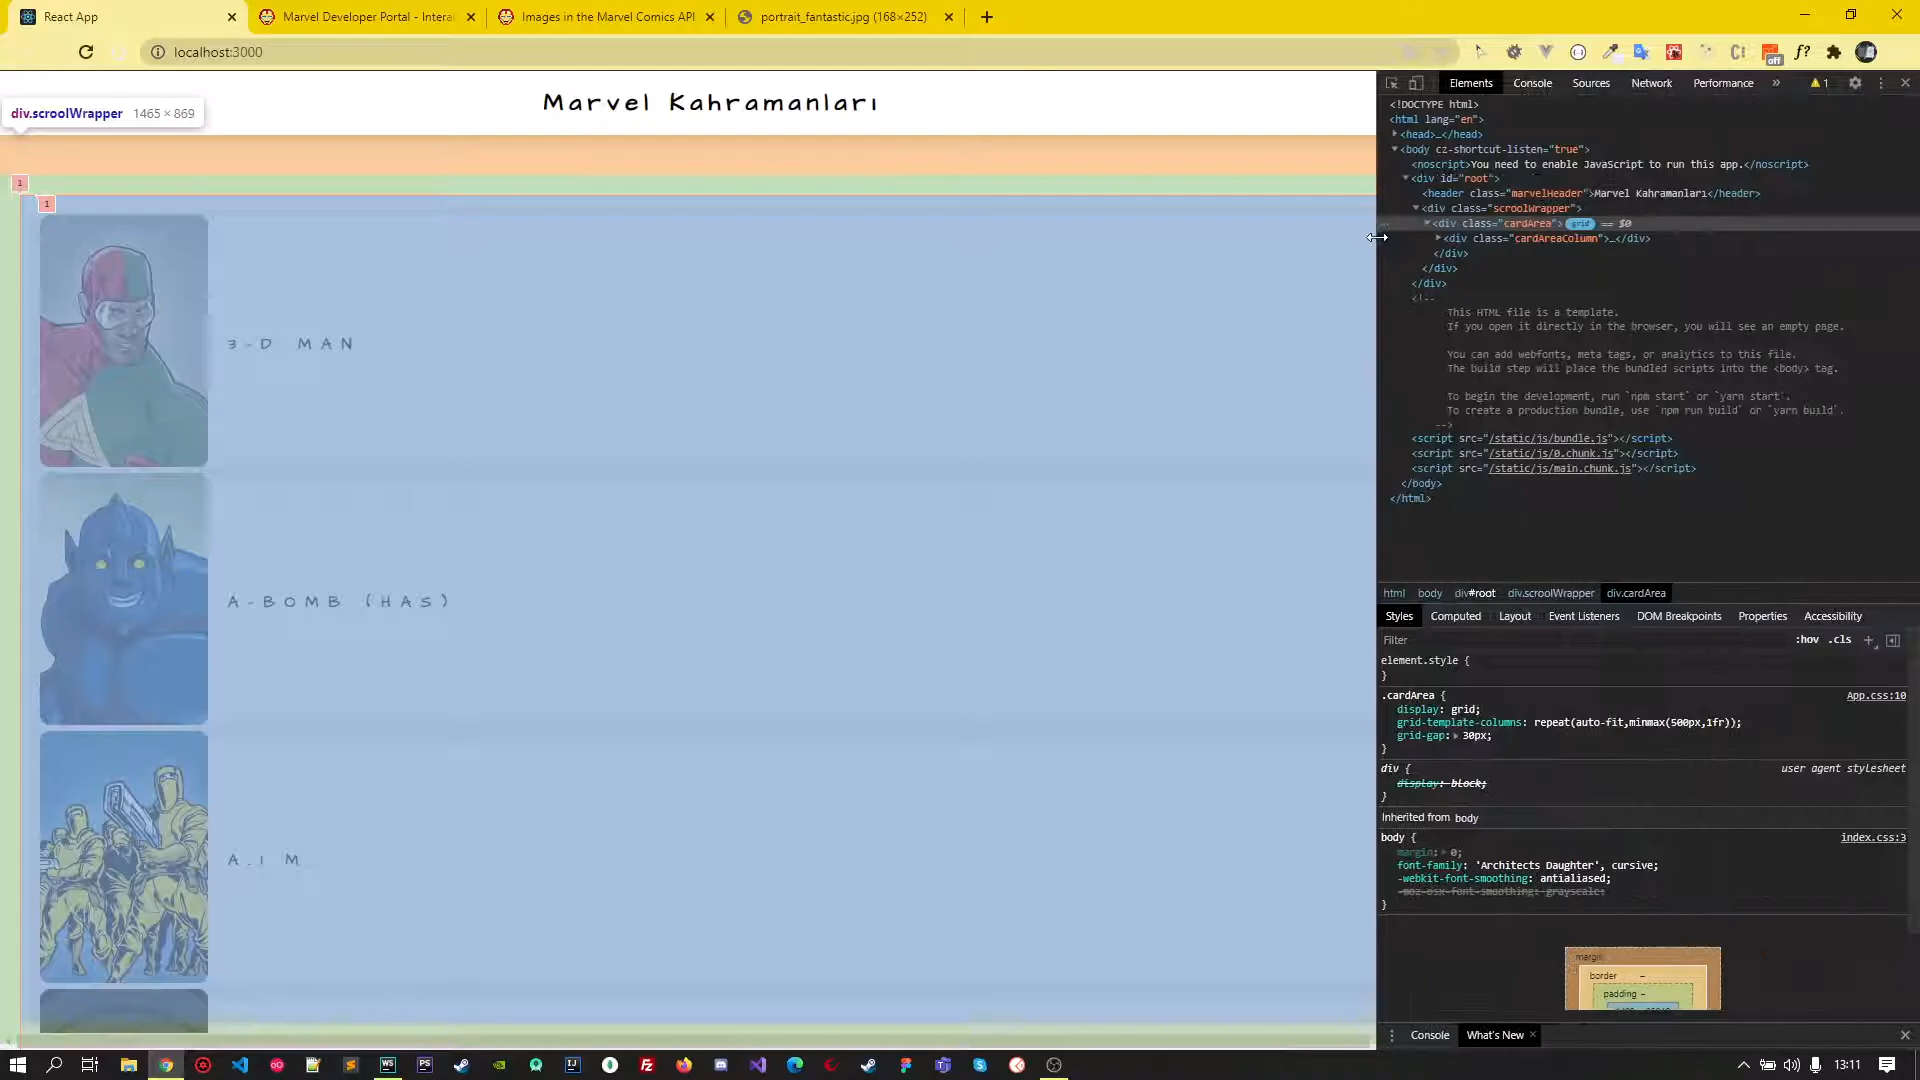 React App
Marvel Developer Portal - Intera
Images in the Marvel Comics API
portrait_fantastic.jpg (168×252)
localhost:3000
off
f?
div.scroolWrapper 1465 × 869
Marvel Kahramanları
1
1
3-D MAN
A-BOMB (HAS)
A.I.M.
Elements
Console
Sources
Network
Performance
»
1
<!DOCTYPE html>
<html lang="en">
<head>…</head>
<body cz-shortcut-listen="true">
<noscript>You need to enable JavaScript to run this app.</noscript>
<div id="root">
<header class="marvelHeader">Marvel Kahramanları</header>
<div class="scroolWrapper">
<div class="cardArea"> grid == $0
<div class="cardAreaColumn">…</div>
</div>
</div>
</div>
<!--
This HTML file is a template.
If you open it directly in the browser, you will see an empty page.
You can add webfonts, meta tags, or analytics to this file.
The build step will place the bundled scripts into the <body> tag.
To begin the development, run `npm start` or `yarn start`.
To create a production bundle, use `npm run build` or `yarn build`.
-->
<script src="/static/js/bundle.js"></script>
<script src="/static/js/0.chunk.js"></script>
<script src="/static/js/main.chunk.js"></script>
</body>
</html>
html body div#root div.scroolWrapper div.cardArea
Styles Computed Layout Event Listeners DOM Breakpoints Properties Accessibility
Filter :hov .cls +
element.style {
}
.cardArea { App.css:10
display: grid;
grid-template-columns: repeat(auto-fit,minmax(500px,1fr));
grid-gap: 30px;
}
div { user agent stylesheet
display: block;
}
Inherited from body
body { index.css:3
margin: 0;
font-family: 'Architects Daughter', cursive;
-webkit-font-smoothing: antialiased;
-moz-osx-font-smoothing: grayscale;
}
margin
border –
padding –
Console
What's New
13:11